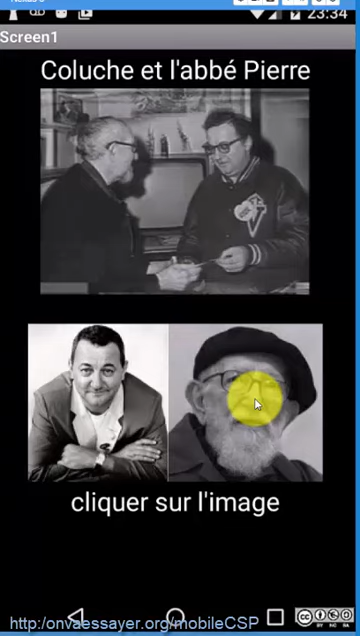 23:34
Screen1
Coluche et l'abbé Pierre
cliquer sur l'image
http://onvaessayer.org/mobileCSP